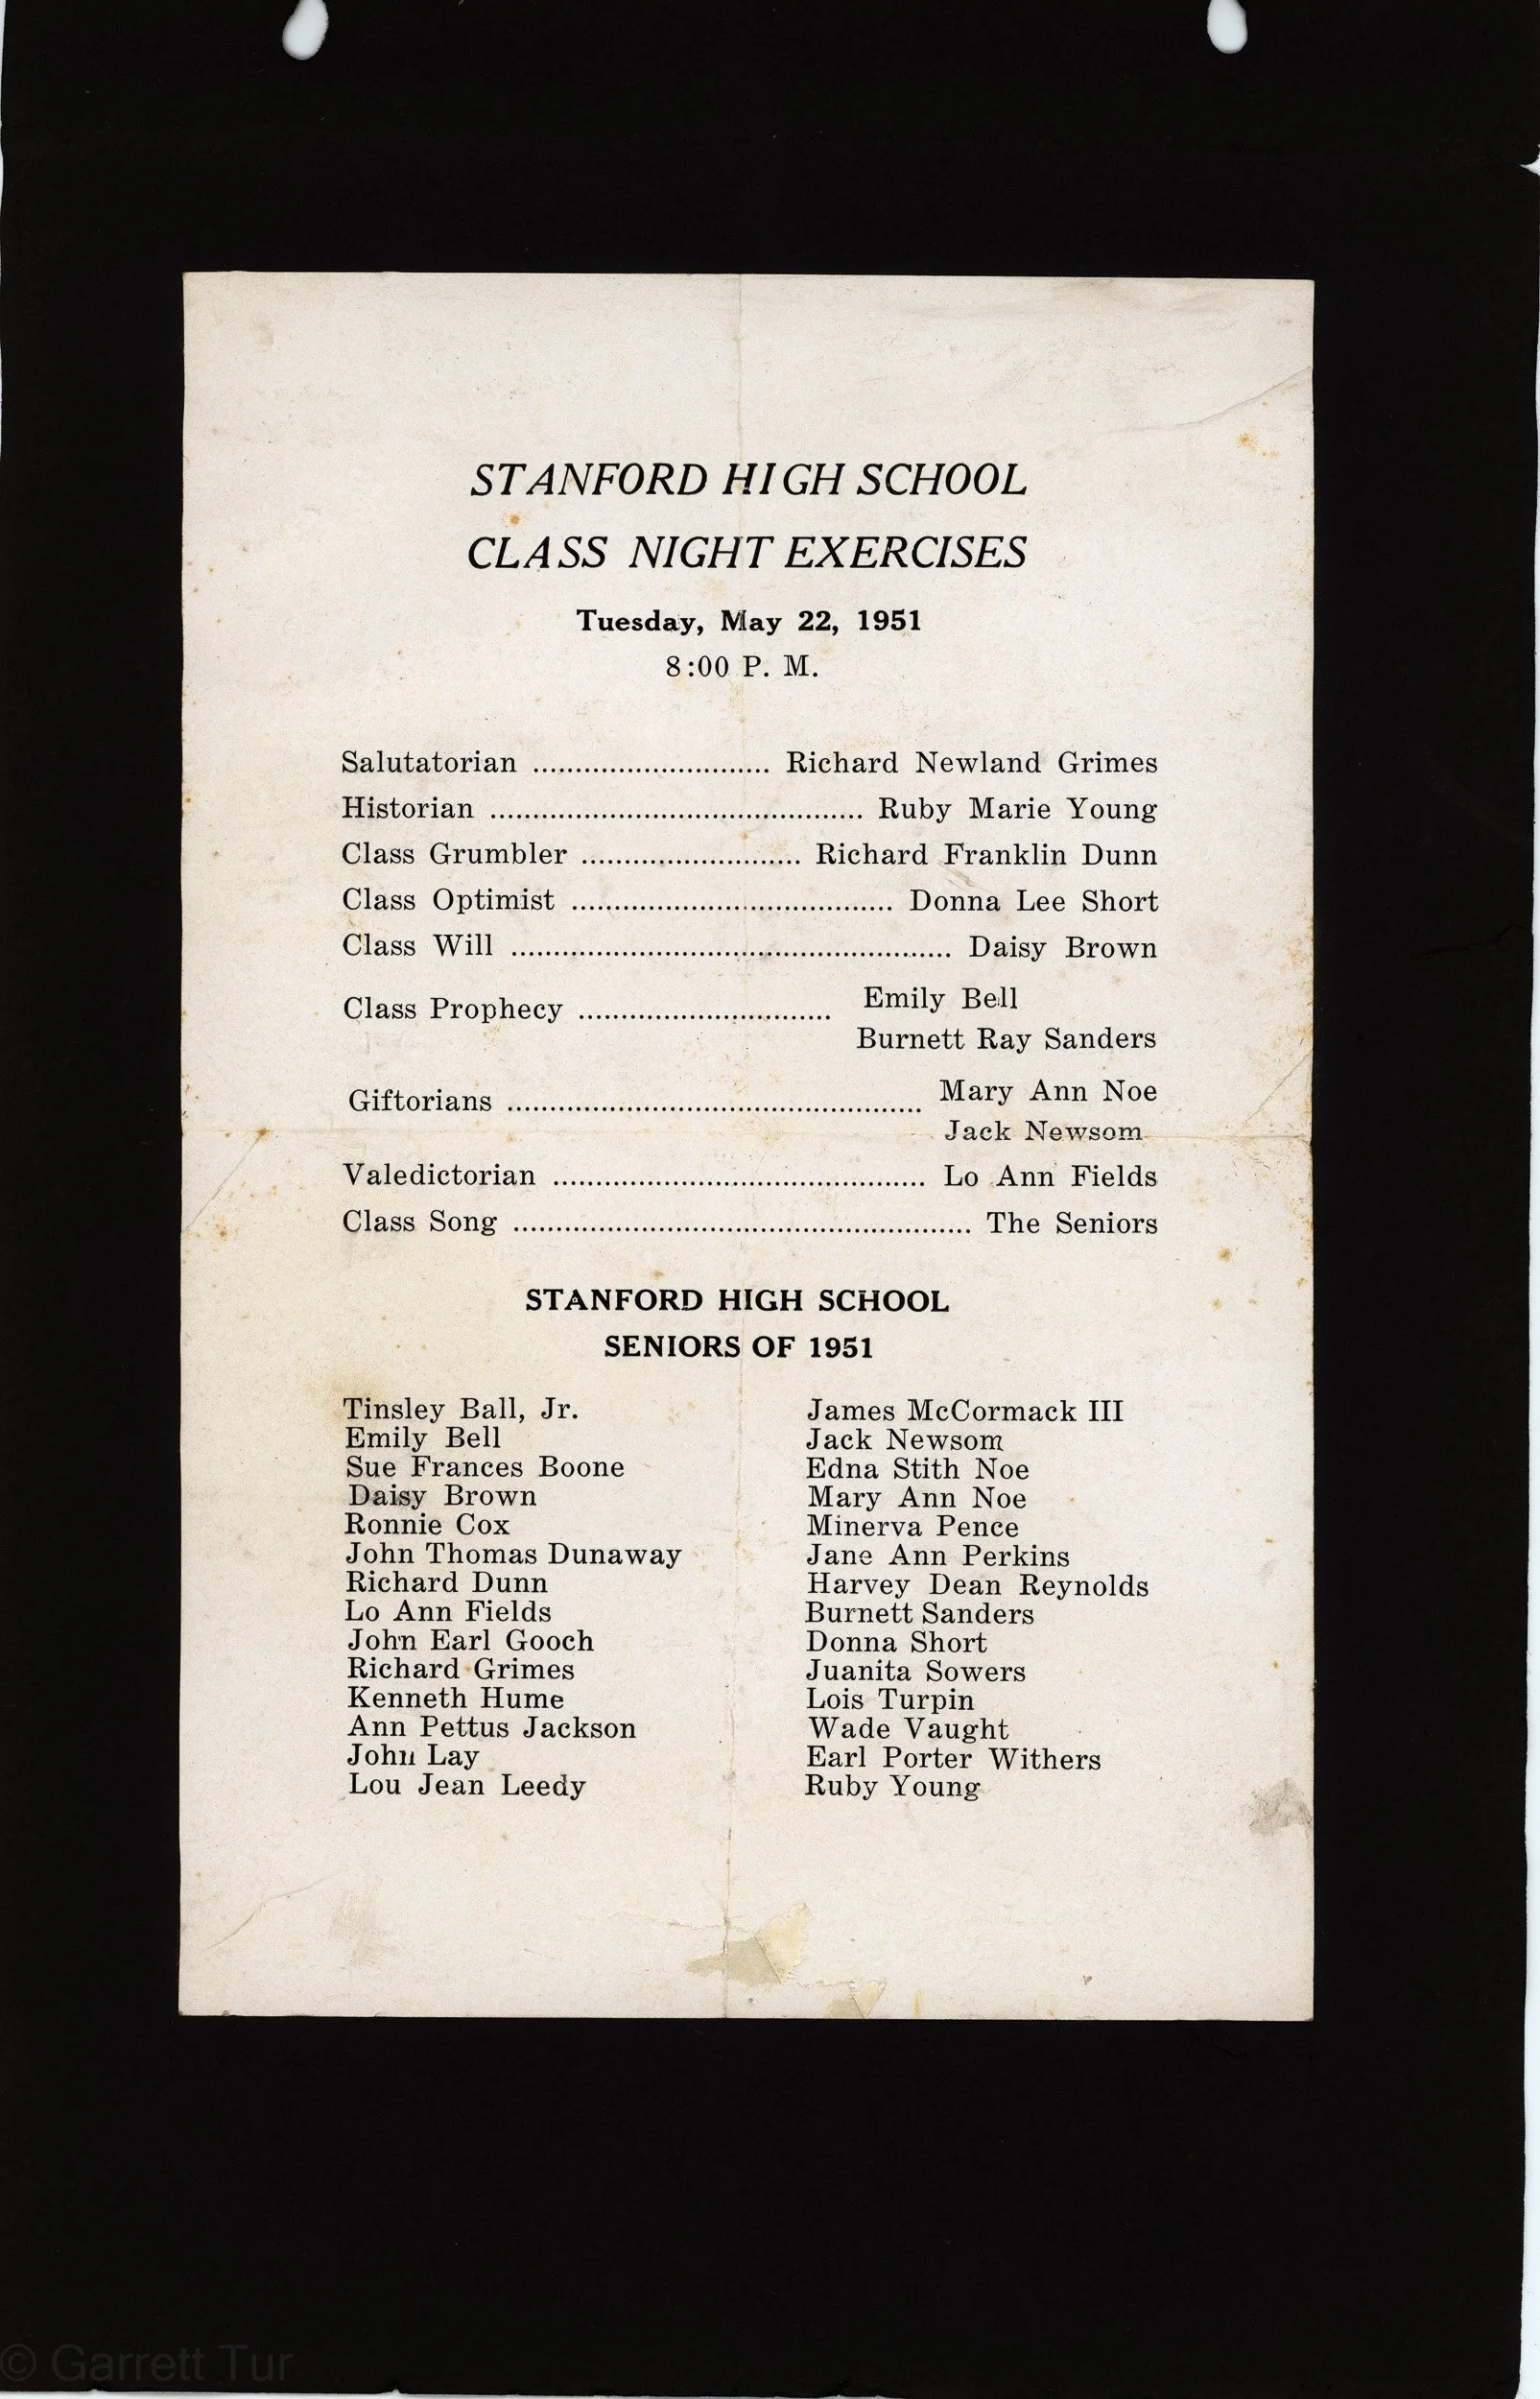 STANFORD HIGH SCHOOL
CLASS NIGHT EXERCISES
Tuesday, May 22, 1951
8:00 P. M.
Salutatorian ............................ Richard Newland Grimes
Historian ............................................ Ruby Marie Young
Class Grumbler .......................... Richard Franklin Dunn
Class Optimist ...................................... Donna Lee Short
Class Will .................................................... Daisy Brown
Class Prophecy .............................. Emily Bell
Burnett Ray Sanders
Giftorians ................................................. Mary Ann Noe
Jack Newsom
Valedictorian ............................................ Lo Ann Fields
Class Song ...................................................... The Seniors
STANFORD HIGH SCHOOL
SENIORS OF 1951
Tinsley Ball, Jr.
Emily Bell
Sue Frances Boone
Daisy Brown
Ronnie Cox
John Thomas Dunaway
Richard Dunn
Lo Ann Fields
John Earl Gooch
Richard Grimes
Kenneth Hume
Ann Pettus Jackson
John Lay
Lou Jean Leedy
James McCormack III
Jack Newsom
Edna Stith Noe
Mary Ann Noe
Minerva Pence
Jane Ann Perkins
Harvey Dean Reynolds
Burnett Sanders
Donna Short
Juanita Sowers
Lois Turpin
Wade Vaught
Earl Porter Withers
Ruby Young
© Garrett Tur